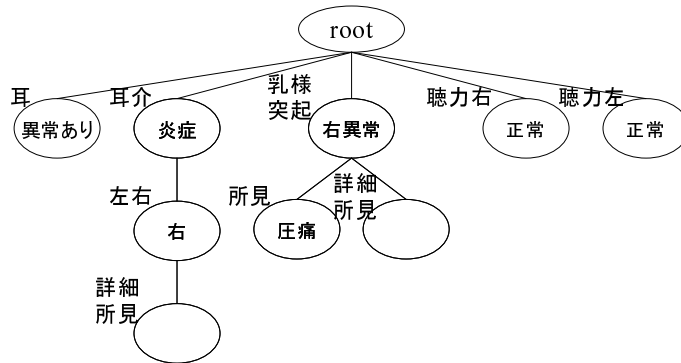 root
耳
耳介
乳様
突起
聴力右
聴力左
異常あり
炎症
右異常
正常
正常
左右
所見
詳細
所見
右
圧痛
詳細
所見